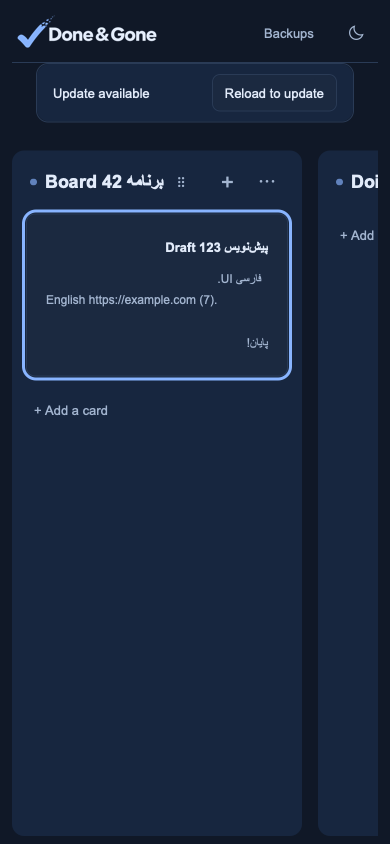 Done & Gone
Backups
Update available
Reload to update
Board 42 برنامه
Doi
پیش‌نویس Draft 123
فارسی UI.
English https://example.com (7).
پایان!
+ Add a card
+ Add